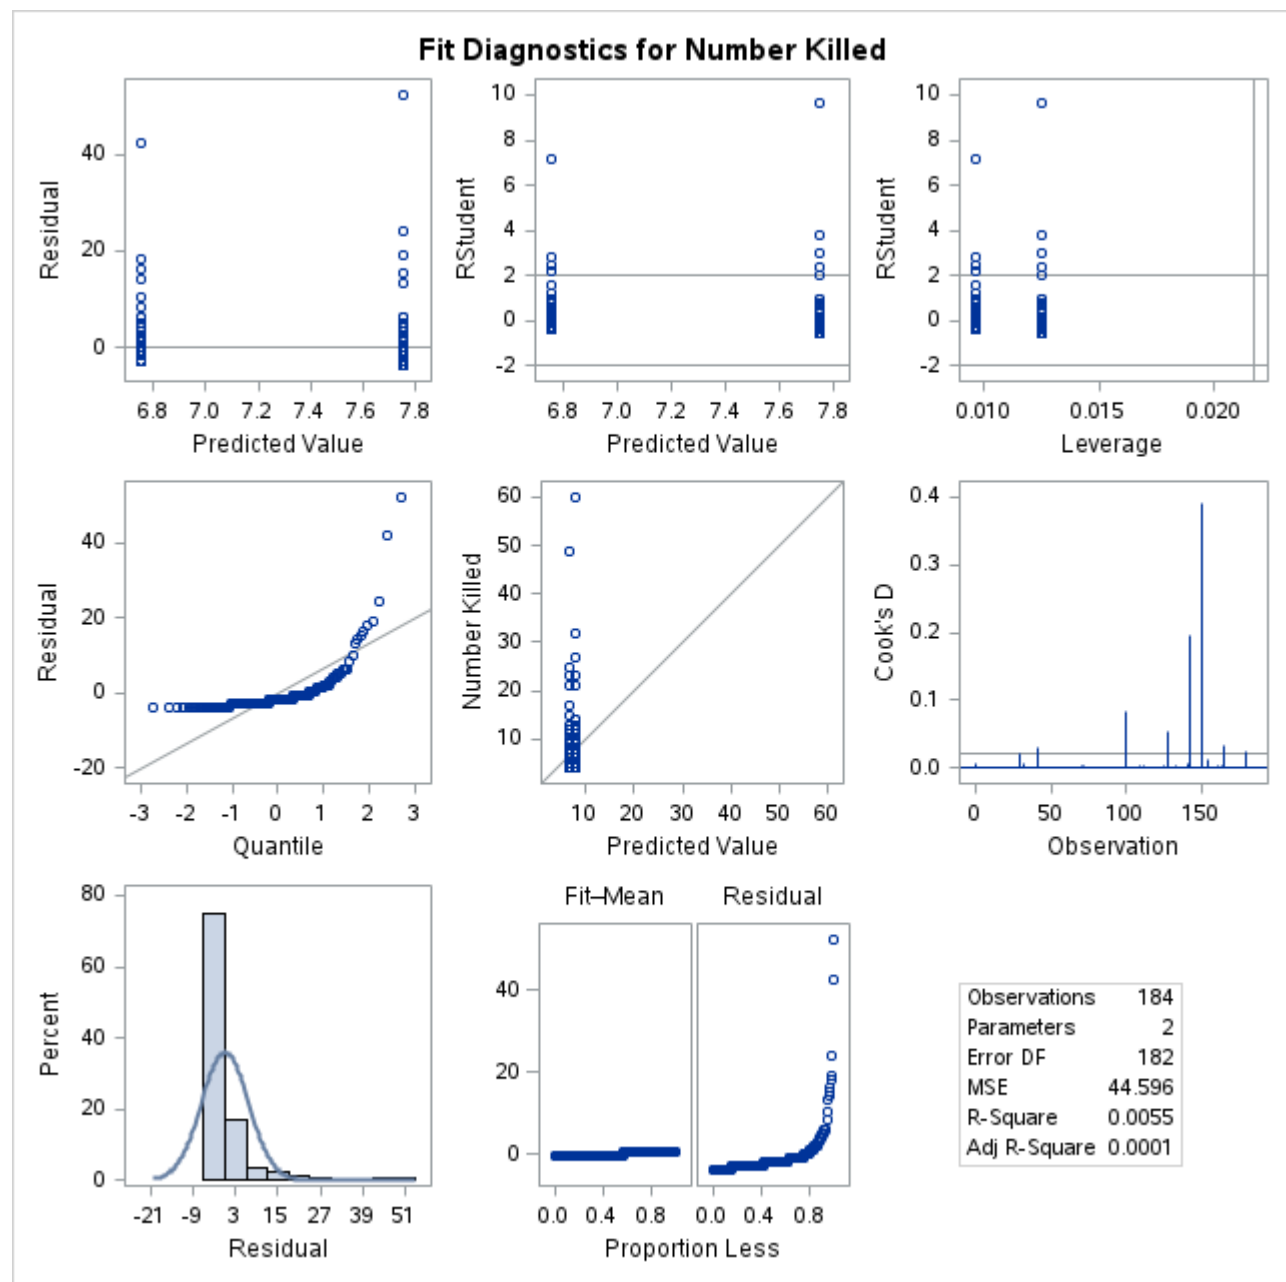 Fit Diagnostics for Number Killed
Residual
40
20
0
6.8 7.0 7.2 7.4 7.6 7.8
Predicted Value
RStudent
10
8
6
4
2
0
-2
6.8 7.0 7.2 7.4 7.6 7.8
Predicted Value
RStudent
10
8
6
4
2
0
-2
0.010 0.015 0.020
Leverage
Residual
40
20
0
-20
-3 -2 -1 0 1 2 3
Quantile
Number Killed
60
50
40
30
20
10
10 20 30 40 50 60
Predicted Value
Cook's D
0.4
0.3
0.2
0.1
0.0
0 50 100 150
Observation
Percent
80
60
40
20
0
-21 -9 3 15 27 39 51
Residual
Fit–Mean Residual
40
20
0
0.0 0.4 0.8 0.0 0.4 0.8
Proportion Less
Observations 184
Parameters 2
Error DF 182
MSE 44.596
R-Square 0.0055
Adj R-Square 0.0001